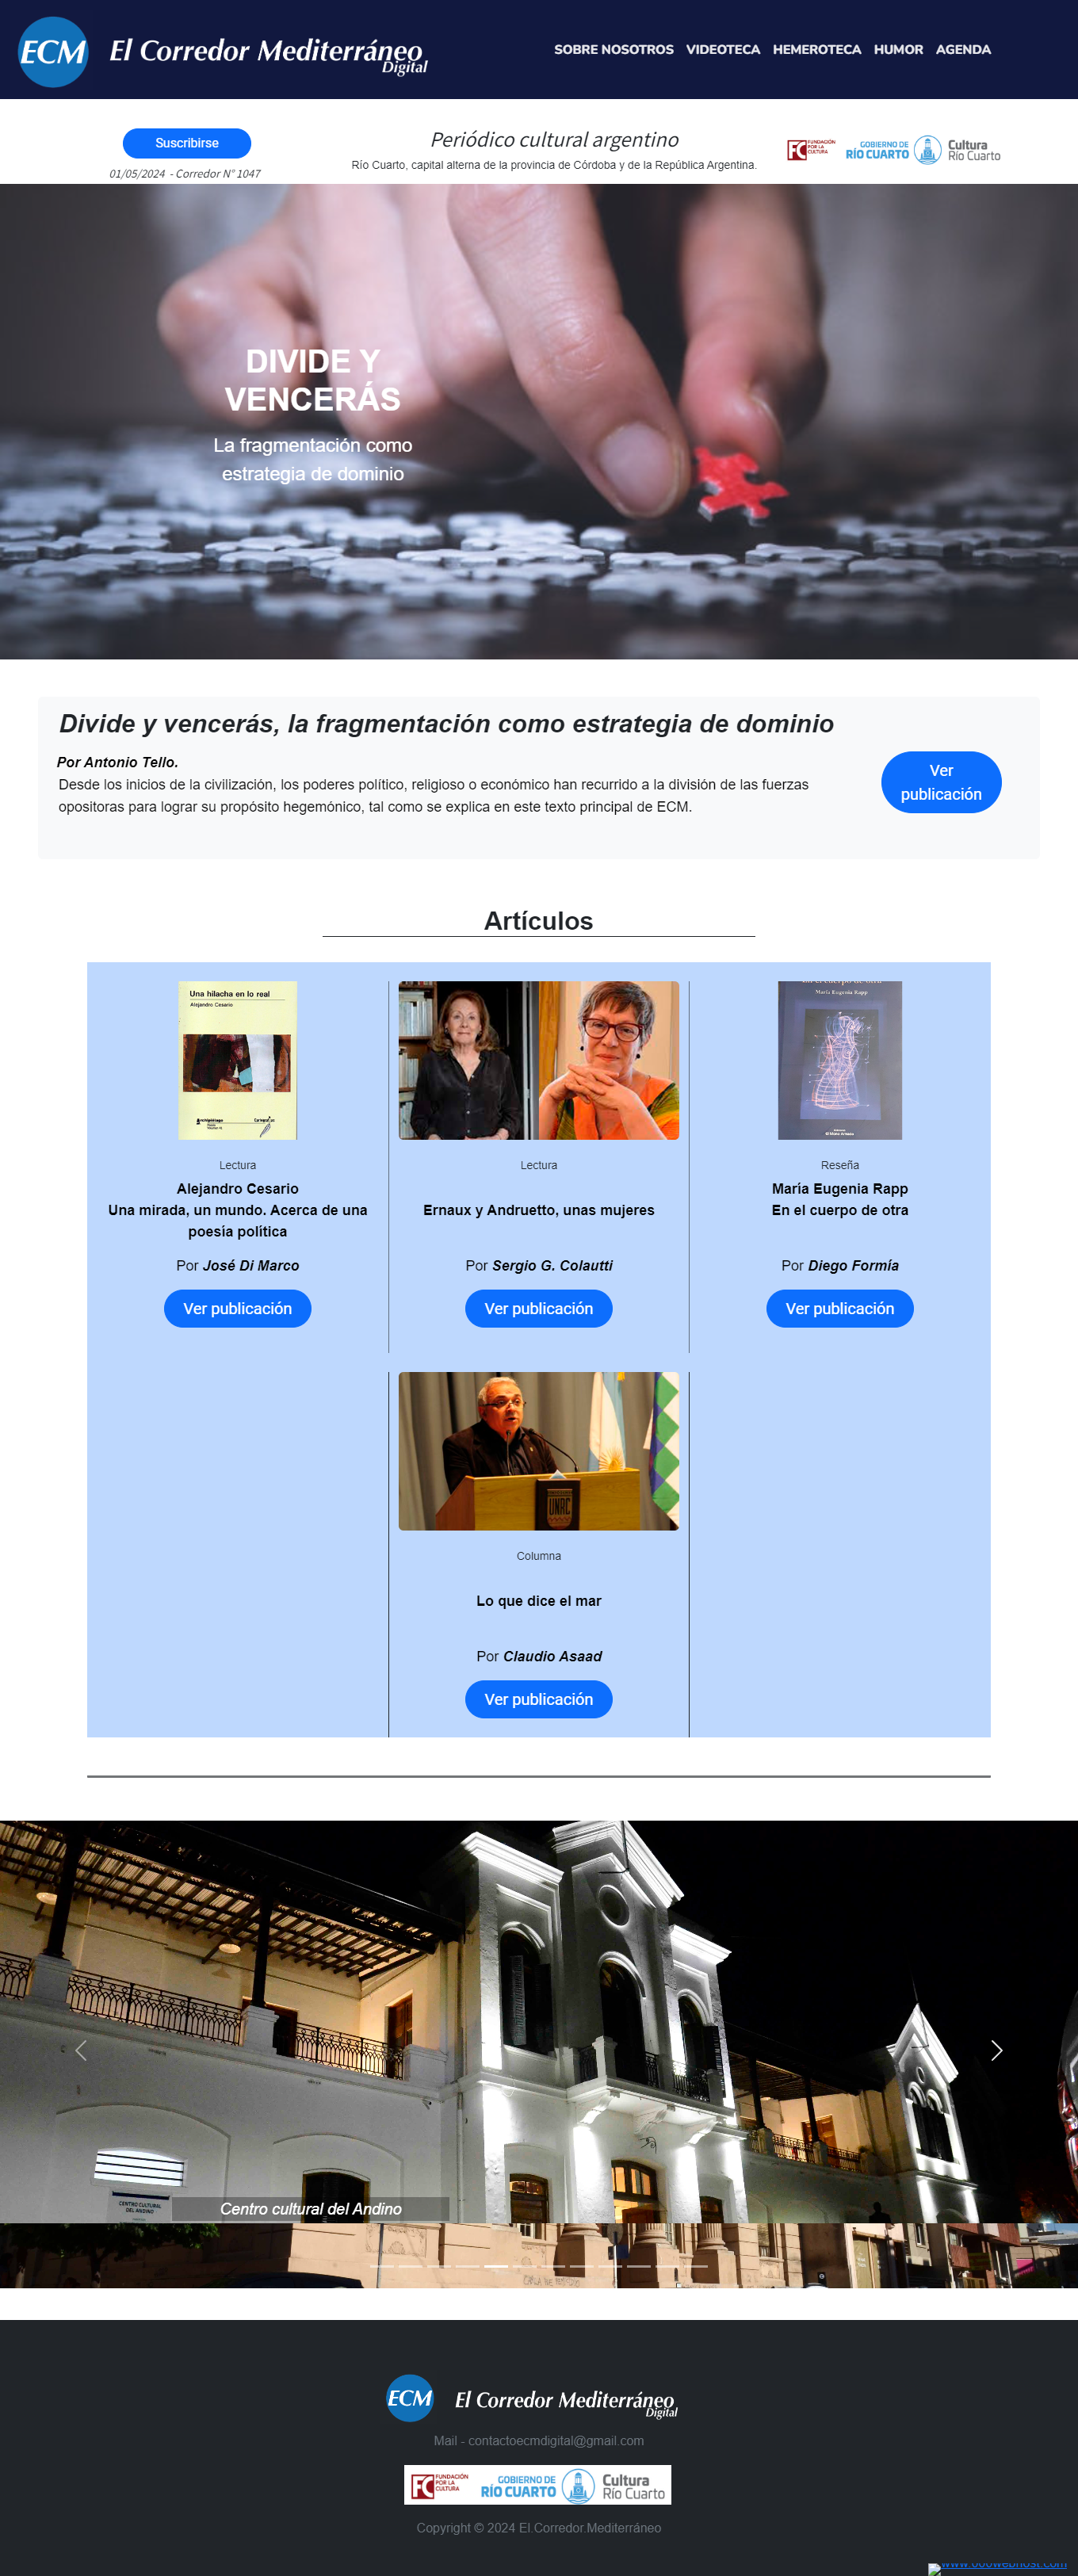 ECM El Corredor Mediterráneo
Digital
SOBRE NOSOTROS VIDEOTECA HEMEROTECA HUMOR AGENDA
Suscribirse
01/05/2024 - Corredor N° 1047
Periódico cultural argentino
Río Cuarto, capital alterna de la provincia de Córdoba y de la República Argentina.
FC FUNDACIÓN
POR LA
CULTURA
GOBIERNO DE
RÍO CUARTO
Cultura
Río Cuarto
DIVIDE Y
VENCERÁS
La fragmentación como
estrategia de dominio
Divide y vencerás, la fragmentación como estrategia de dominio
Por Antonio Tello.
Desde los inicios de la civilización, los poderes político, religioso o económico han recurrido a la división de las fuerzas
opositoras para lograr su propósito hegemónico, tal como se explica en este texto principal de ECM.
Ver
publicación
Artículos
Una hilacha en lo real
Alejandro Cesario
Lectura
Alejandro Cesario
Una mirada, un mundo. Acerca de una
poesía política
Por José Di Marco
Ver publicación
Lectura
Ernaux y Andruetto, unas mujeres
Por Sergio G. Colautti
Ver publicación
María Eugenia Rapp
Reseña
María Eugenia Rapp
En el cuerpo de otra
Por Diego Formía
Ver publicación
UNRC
Columna
Lo que dice el mar
Por Claudio Asaad
Ver publicación
CENTRO CULTURAL
DEL ANDINO
Centro cultural del Andino
ECM El Corredor Mediterráneo
Digital
Mail - contactoecmdigital@gmail.com
FC FUNDACIÓN
POR LA
CULTURA
GOBIERNO DE
RÍO CUARTO
Cultura
Río Cuarto
Copyright © 2024 El.Corredor.Mediterráneo
www.000webhost.com